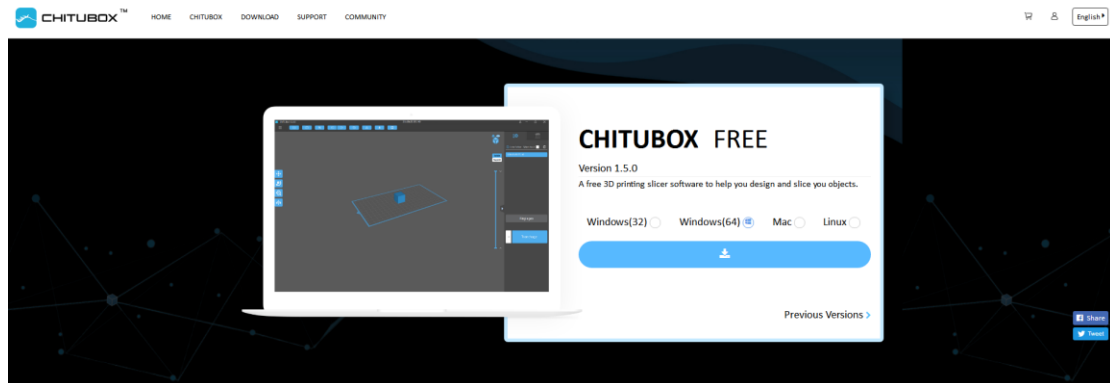 CHITUBOX™ HOME CHITUBOX DOWNLOAD SUPPORT COMMUNITY English
CHITUBOX FREE
Version 1.5.0
A free 3D printing slicer software to help you design and slice you objects.
Windows(32) Windows(64) Mac Linux
Previous Versions >
Share
Tweet